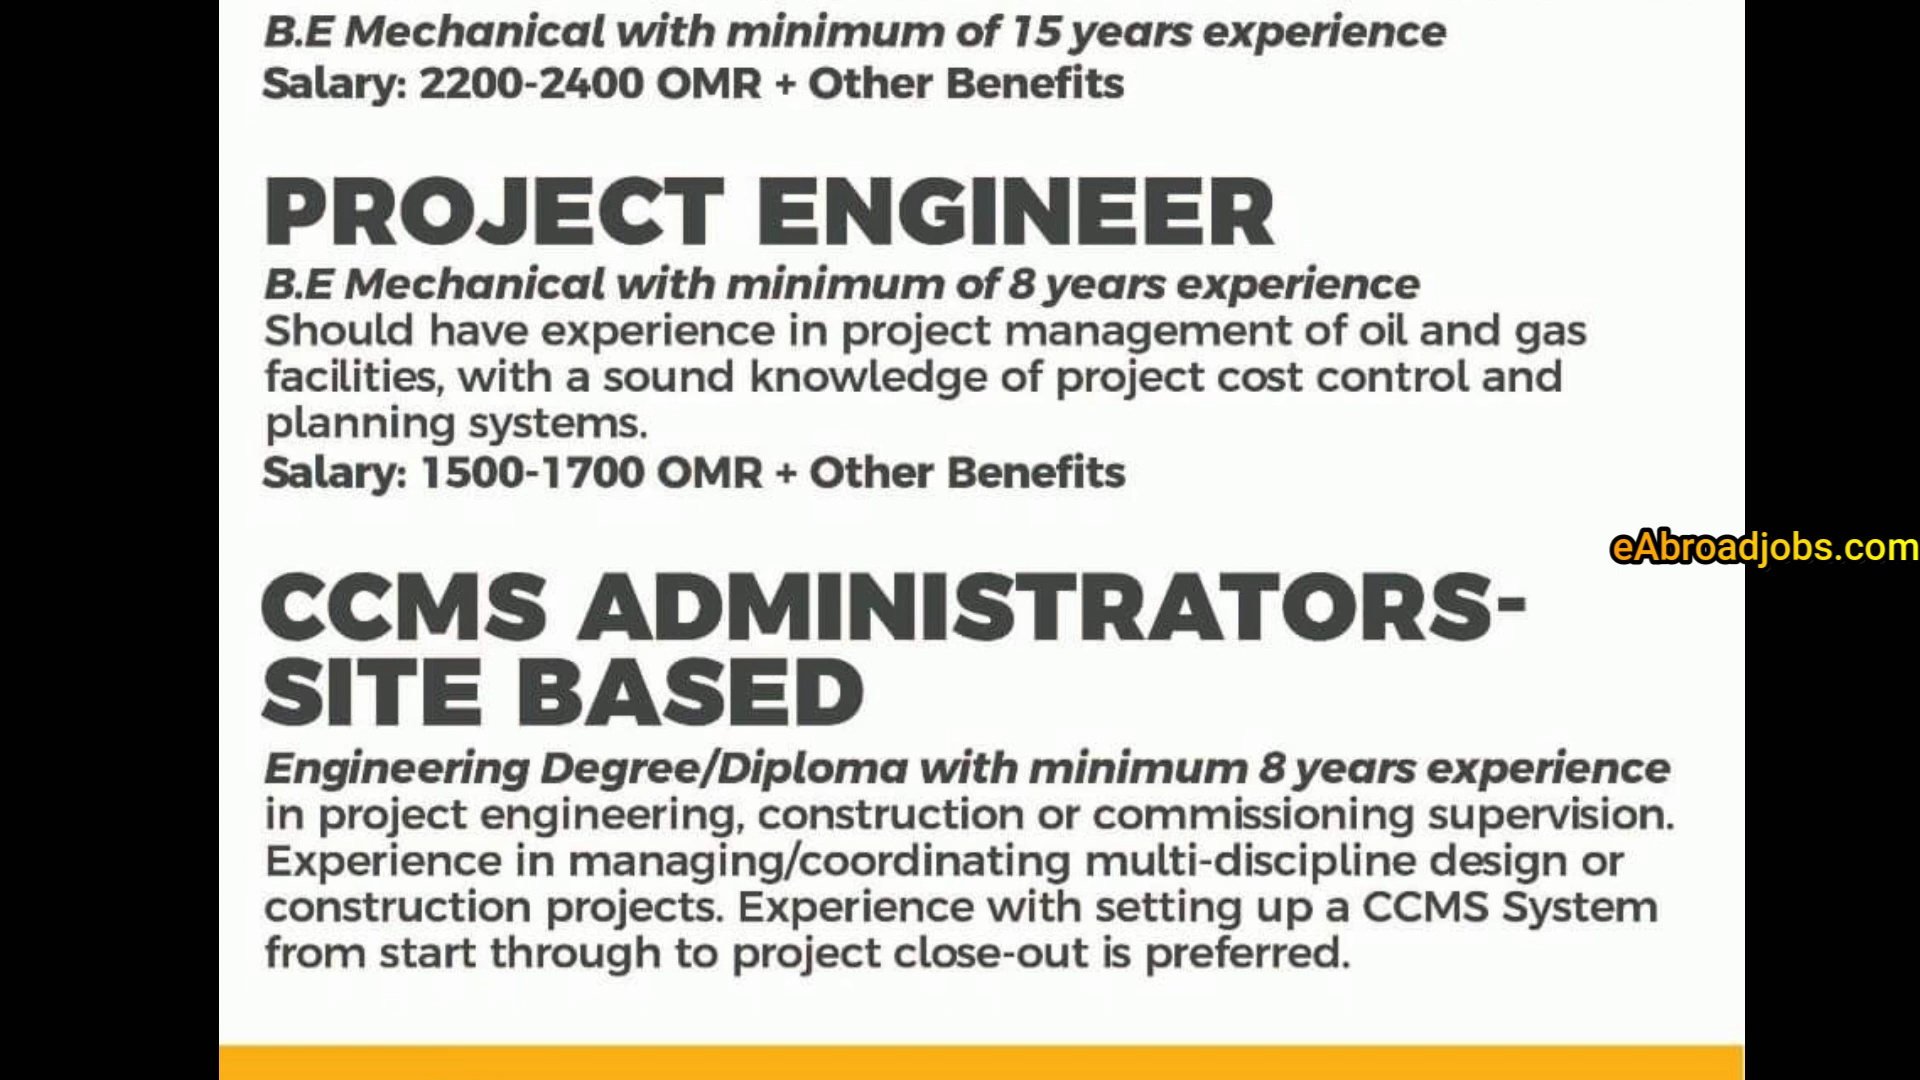 B.E Mechanical with minimum of 15 years experience
Salary: 2200-2400 OMR + Other Benefits
PROJECT ENGINEER
B.E Mechanical with minimum of 8 years experience
Should have experience in project management of oil and gas
facilities, with a sound knowledge of project cost control and
planning systems.
Salary: 1500-1700 OMR + Other Benefits
eAbroadjobs.com
CCMS ADMINISTRATORS-
SITE BASED
Engineering Degree/Diploma with minimum 8 years experience
in project engineering, construction or commissioning supervision.
Experience in managing/coordinating multi-discipline design or
construction projects. Experience with setting up a CCMS System
from start through to project close-out is preferred.